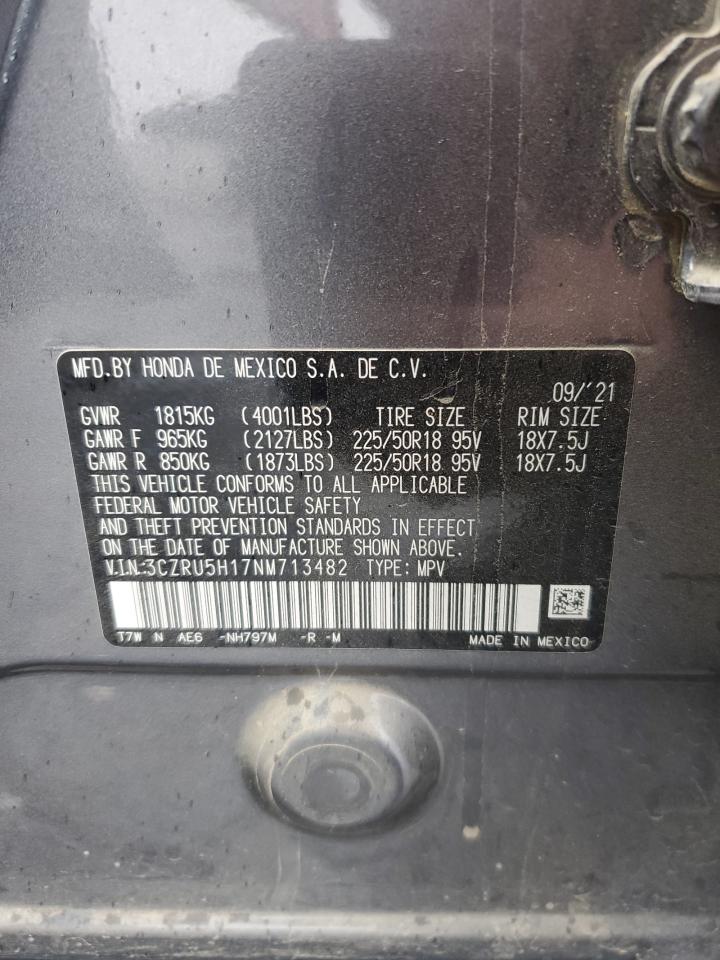 MFD.BY HONDA DE MEXICO S.A. DE C.V.
09/'21
GVWR 1815KG (4001LBS) TIRE SIZE RIM SIZE
GAWR F 965KG (2127LBS) 225/50R18 95V 18X7.5J
GAWR R 850KG (1873LBS) 225/50R18 95V 18X7.5J
THIS VEHICLE CONFORMS TO ALL APPLICABLE
FEDERAL MOTOR VEHICLE SAFETY
AND THEFT PREVENTION STANDARDS IN EFFECT
ON THE DATE OF MANUFACTURE SHOWN ABOVE.
V.I.N.:3CZRU5H17NM713482 TYPE: MPV
T7W N AE6 -NH797M -R -M MADE IN MEXICO